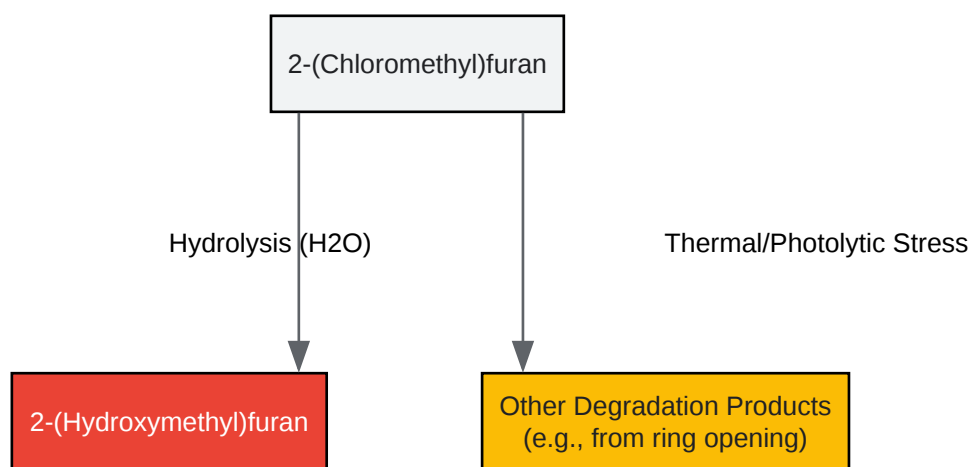 2-(Chloromethyl)furan
Hydrolysis (H2O)
Thermal/Photolytic Stress
2-(Hydroxymethyl)furan
Other Degradation Products
(e.g., from ring opening)